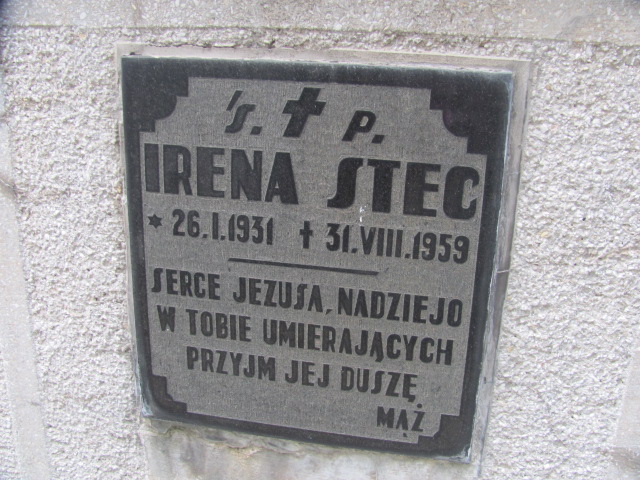 Ś. ✝ P.
IRENA STEC
* 26.I.1931 ✝ 31.VIII.1959
SERCE JEZUSA, NADZIEJO
W TOBIE UMIERAJĄCYCH
PRZYJM JEJ DUSZĘ
MĄŻ